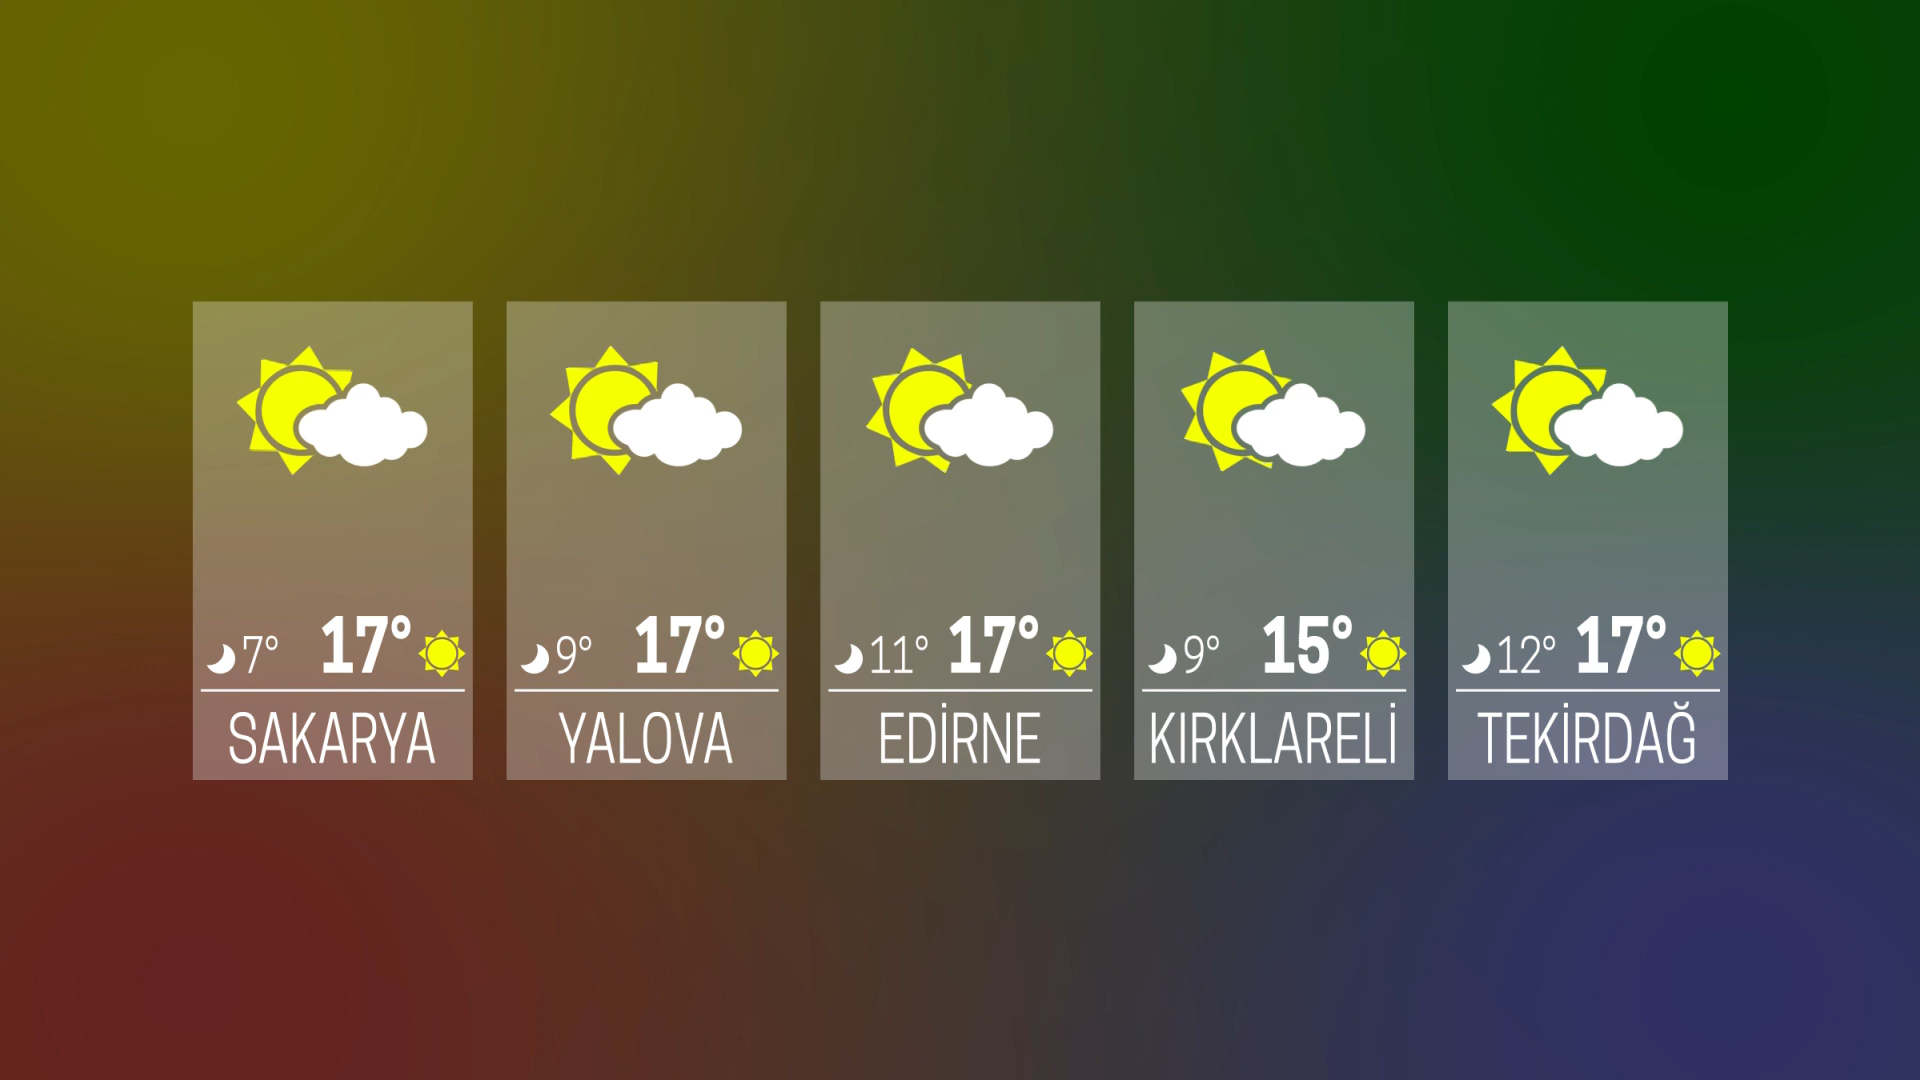 7° 17°
SAKARYA
9° 17°
YALOVA
11° 17°
EDİRNE
9° 15°
KIRKLARELİ
12° 17°
TEKİRDAĞ